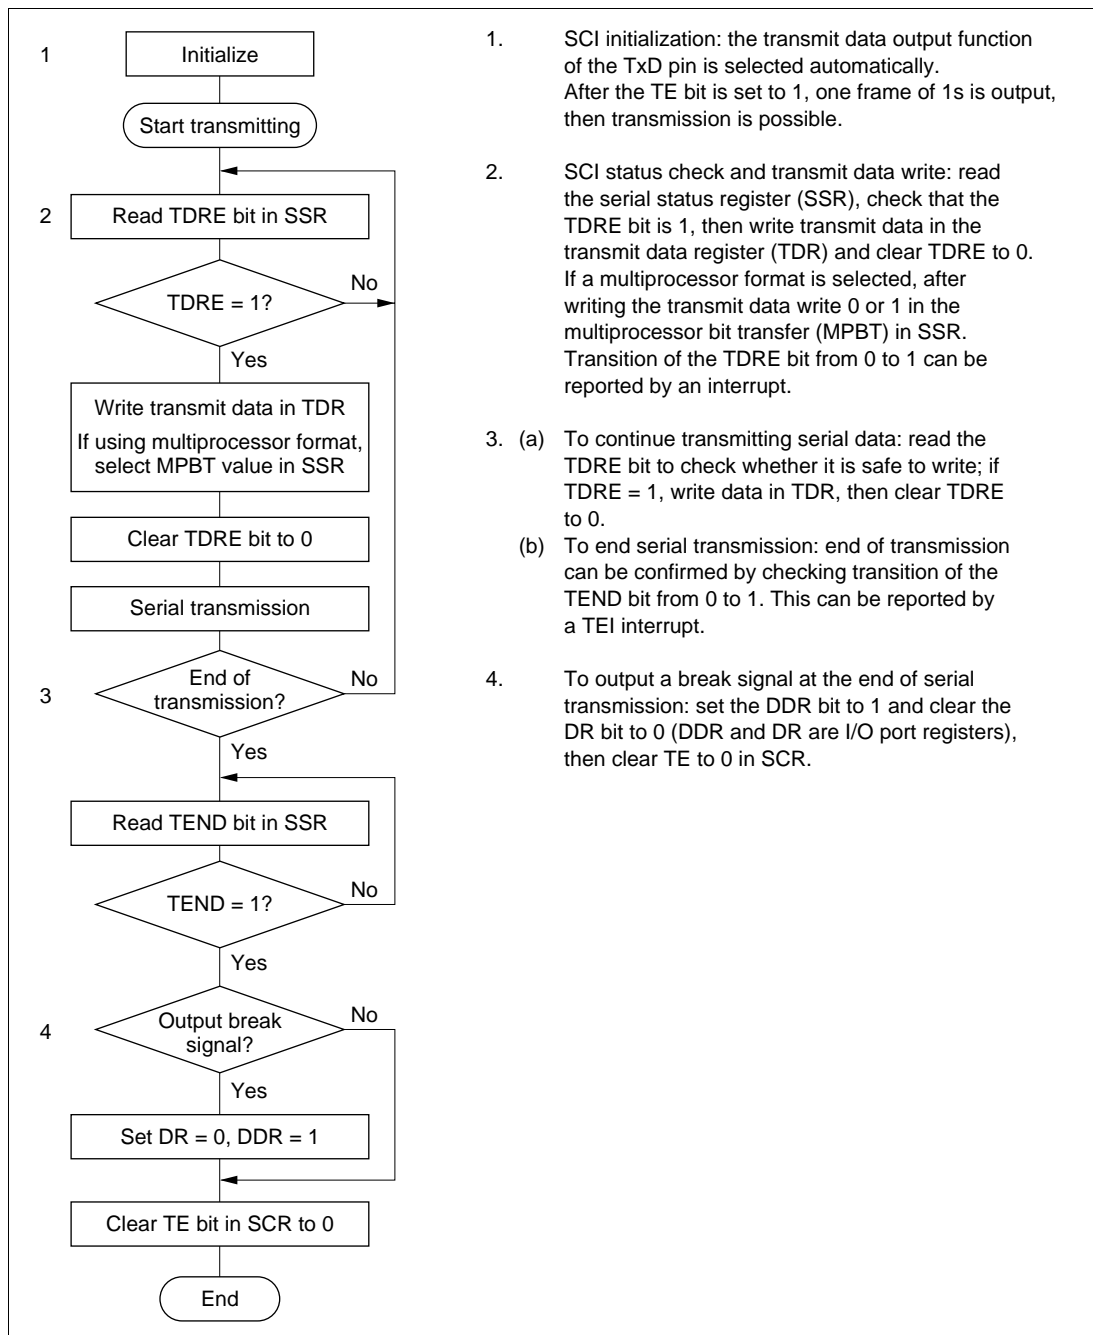 1
Initialize
Start transmitting
2
Read TDRE bit in SSR
TDRE = 1?
No
Yes
Write transmit data in TDR
If using multiprocessor format,
select MPBT value in SSR
Clear TDRE bit to 0
Serial transmission
3
End of
transmission?
No
Yes
Read TEND bit in SSR
TEND = 1?
No
Yes
4
Output break
signal?
No
Yes
Set DR = 0, DDR = 1
Clear TE bit in SCR to 0
End
1. SCI initialization: the transmit data output function
of the TxD pin is selected automatically.
After the TE bit is set to 1, one frame of 1s is output,
then transmission is possible.
2. SCI status check and transmit data write: read
the serial status register (SSR), check that the
TDRE bit is 1, then write transmit data in the
transmit data register (TDR) and clear TDRE to 0.
If a multiprocessor format is selected, after
writing the transmit data write 0 or 1 in the
multiprocessor bit transfer (MPBT) in SSR.
Transition of the TDRE bit from 0 to 1 can be
reported by an interrupt.
3. (a) To continue transmitting serial data: read the
TDRE bit to check whether it is safe to write; if
TDRE = 1, write data in TDR, then clear TDRE
to 0.
(b) To end serial transmission: end of transmission
can be confirmed by checking transition of the
TEND bit from 0 to 1. This can be reported by
a TEI interrupt.
4. To output a break signal at the end of serial
transmission: set the DDR bit to 1 and clear the
DR bit to 0 (DDR and DR are I/O port registers),
then clear TE to 0 in SCR.